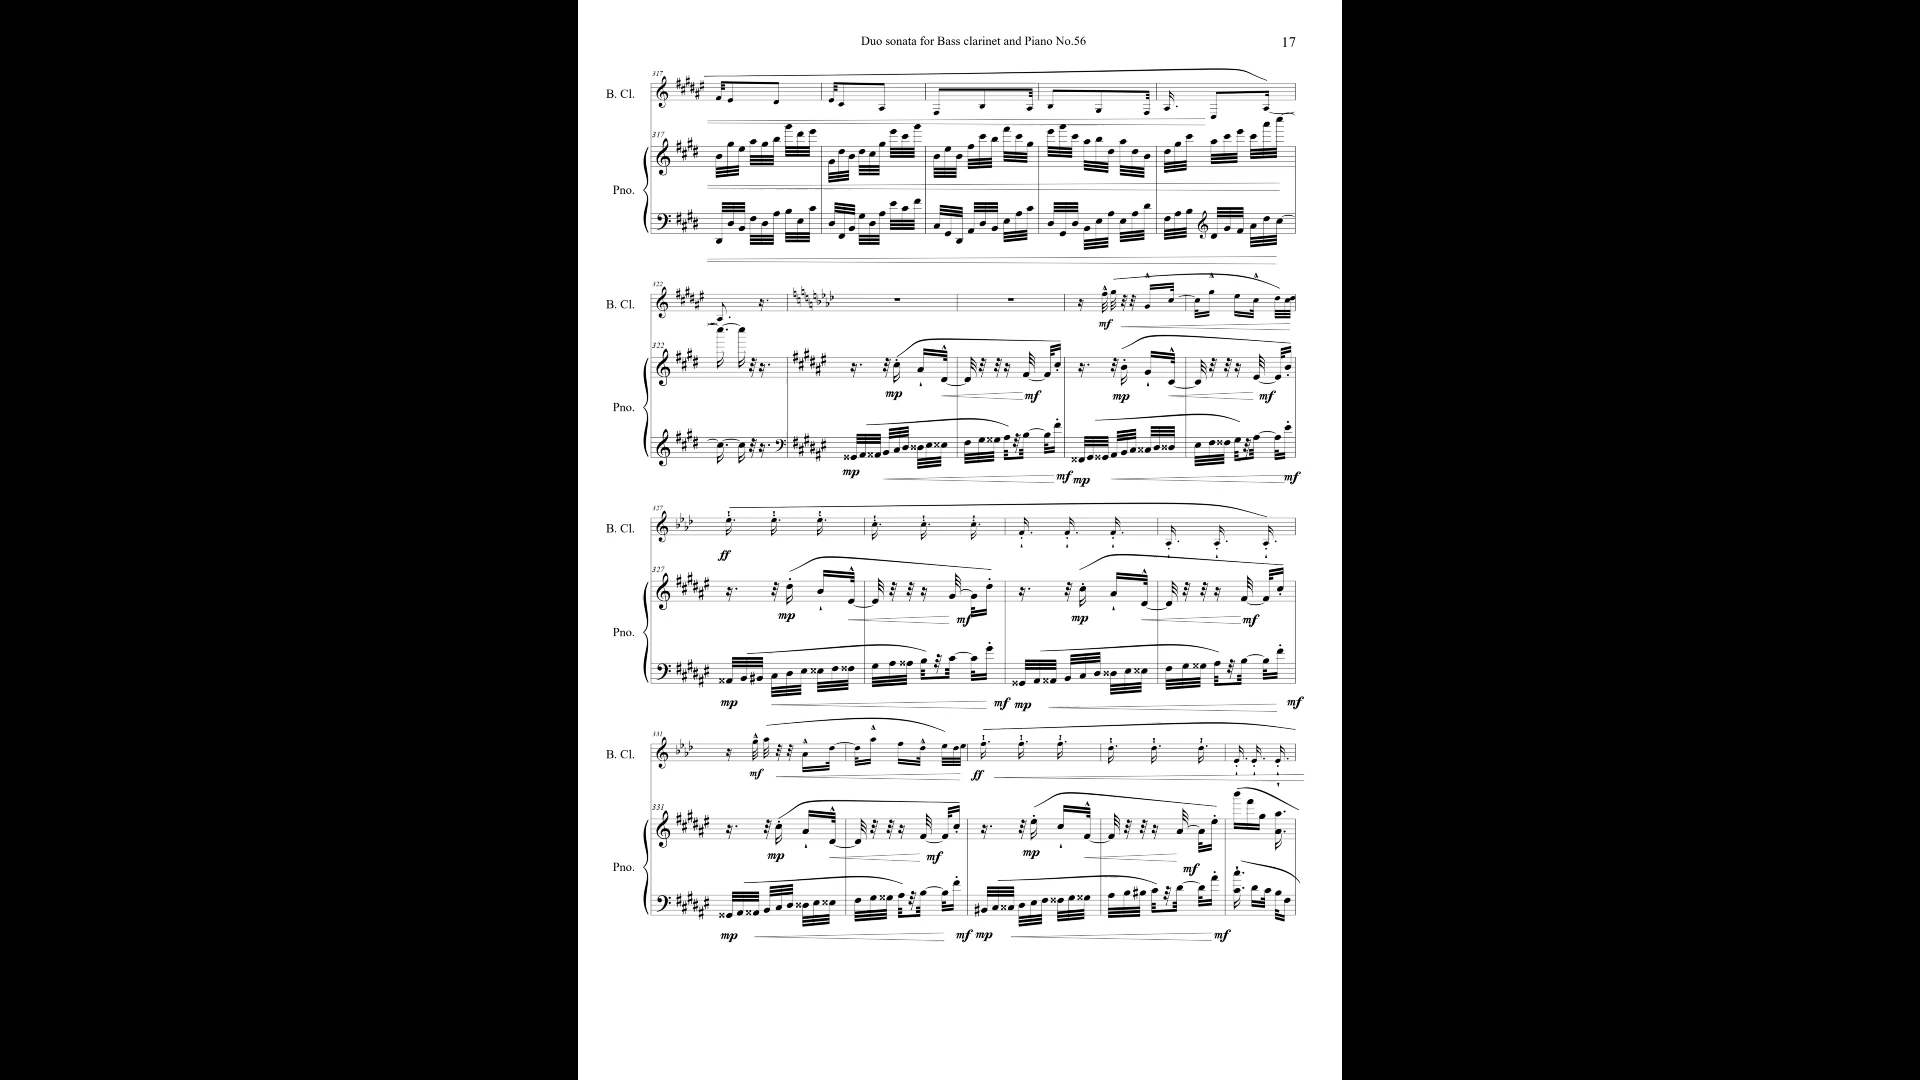 Duo sonata for Bass clarinet and Piano No.56
17
317
B. Cl.
317
Pno.
322
B. Cl.
mf
322
mp
mf
mp
mf
Pno.
mp
mf
mp
mf
327
B. Cl.
ff
327
mp
mf
mp
mf
Pno.
mp
mf
mp
mf
331
B. Cl.
mf
ff
331
mp
mf
mp
mf
Pno.
mp
mf
mp
mf